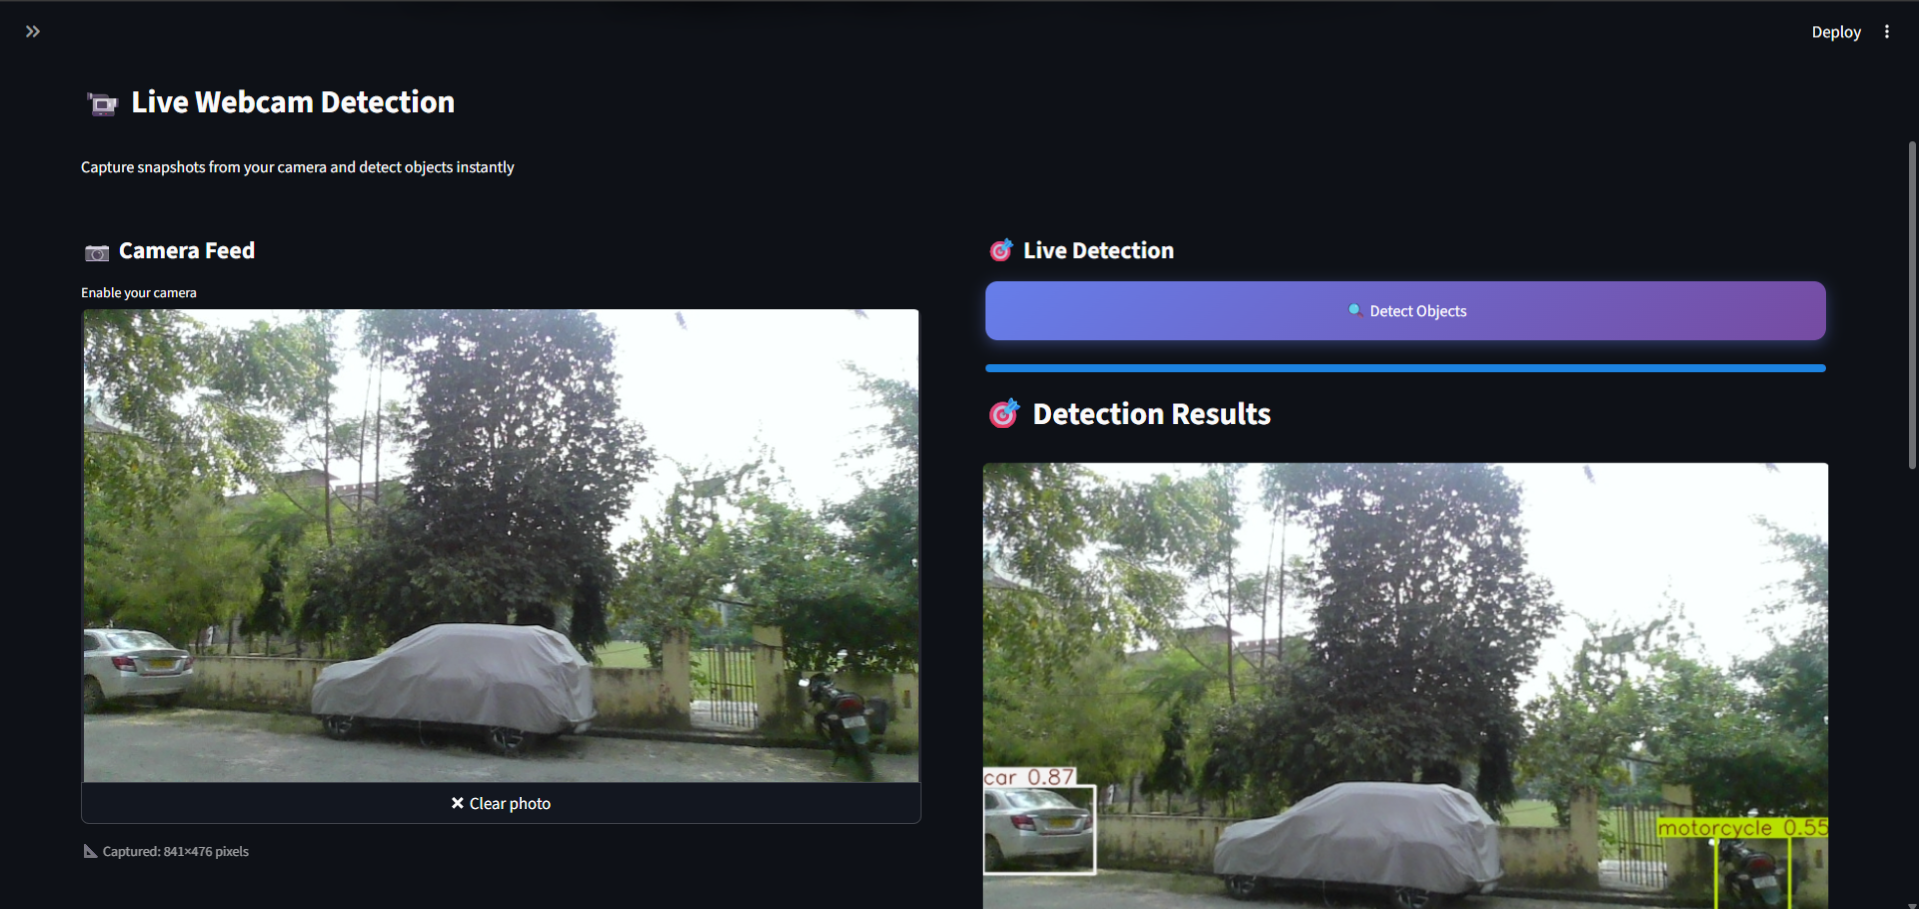 Deploy
Live Webcam Detection
Capture snapshots from your camera and detect objects instantly
Camera Feed
Enable your camera
Clear photo
Captured: 841×476 pixels
Live Detection
Detect Objects
Detection Results
car 0.87
motorcycle 0.55